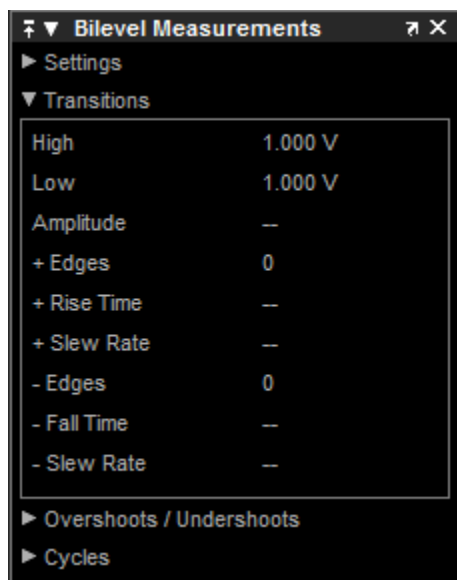 Bilevel Measurements
Settings
Transitions
High 1.000 V
Low 1.000 V
Amplitude --
+ Edges 0
+ Rise Time --
+ Slew Rate --
- Edges 0
- Fall Time --
- Slew Rate --
Overshoots / Undershoots
Cycles